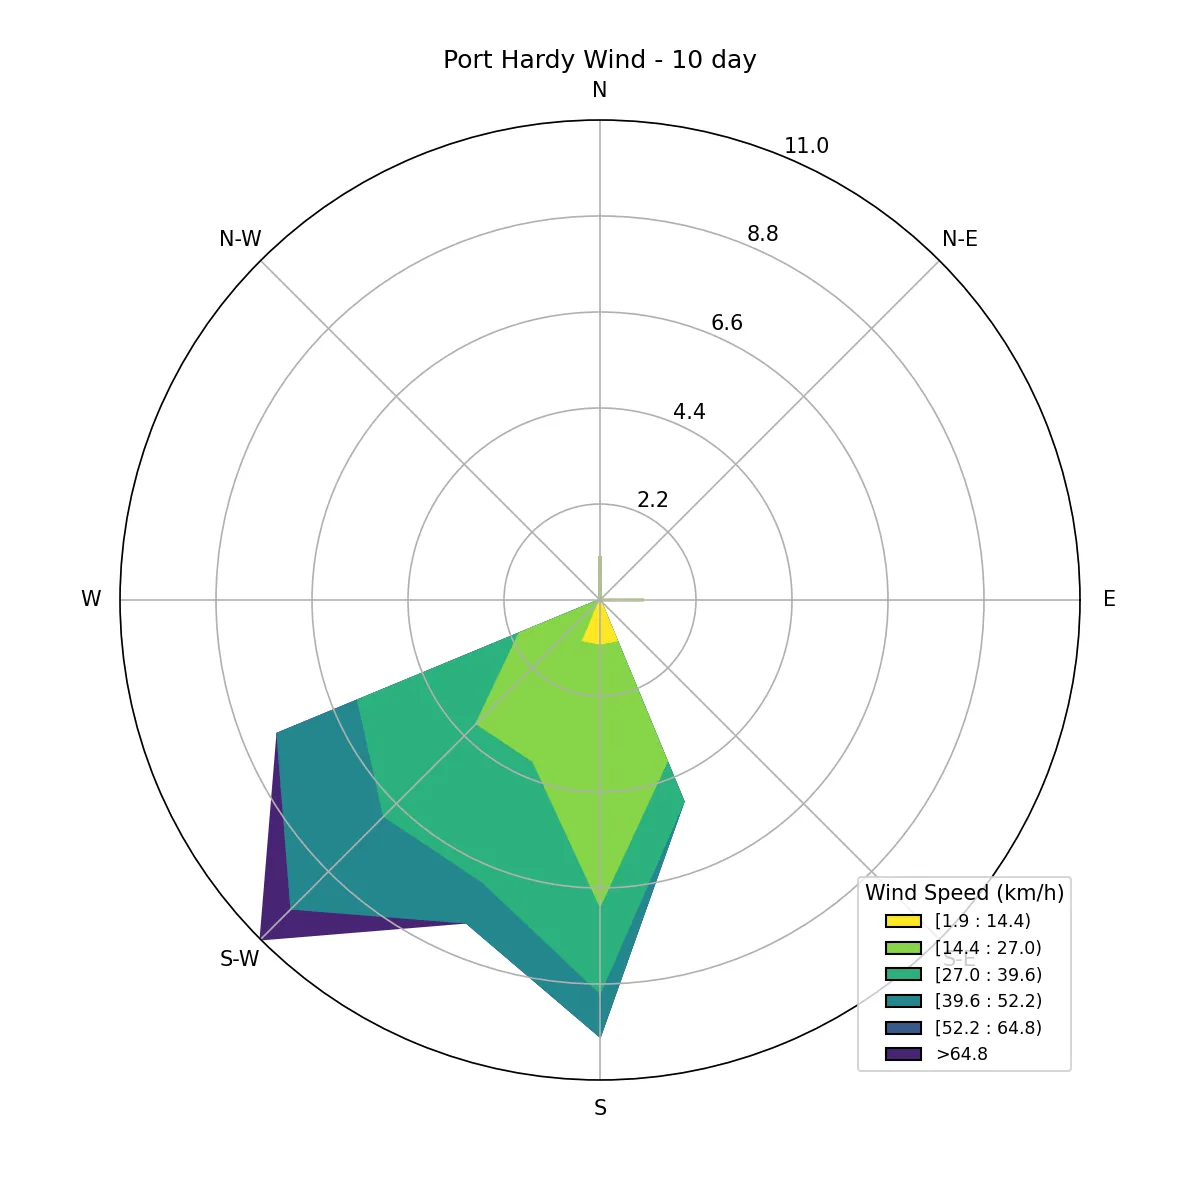 Port Hardy Wind - 10 day
N
11.0
8.8
N-W
N-E
6.6
4.4
2.2
W
E
Wind Speed (km/h)
[1.9 : 14.4)
[14.4 : 27.0)
S-W
S-E
[27.0 : 39.6)
[39.6 : 52.2)
[52.2 : 64.8)
>64.8
S